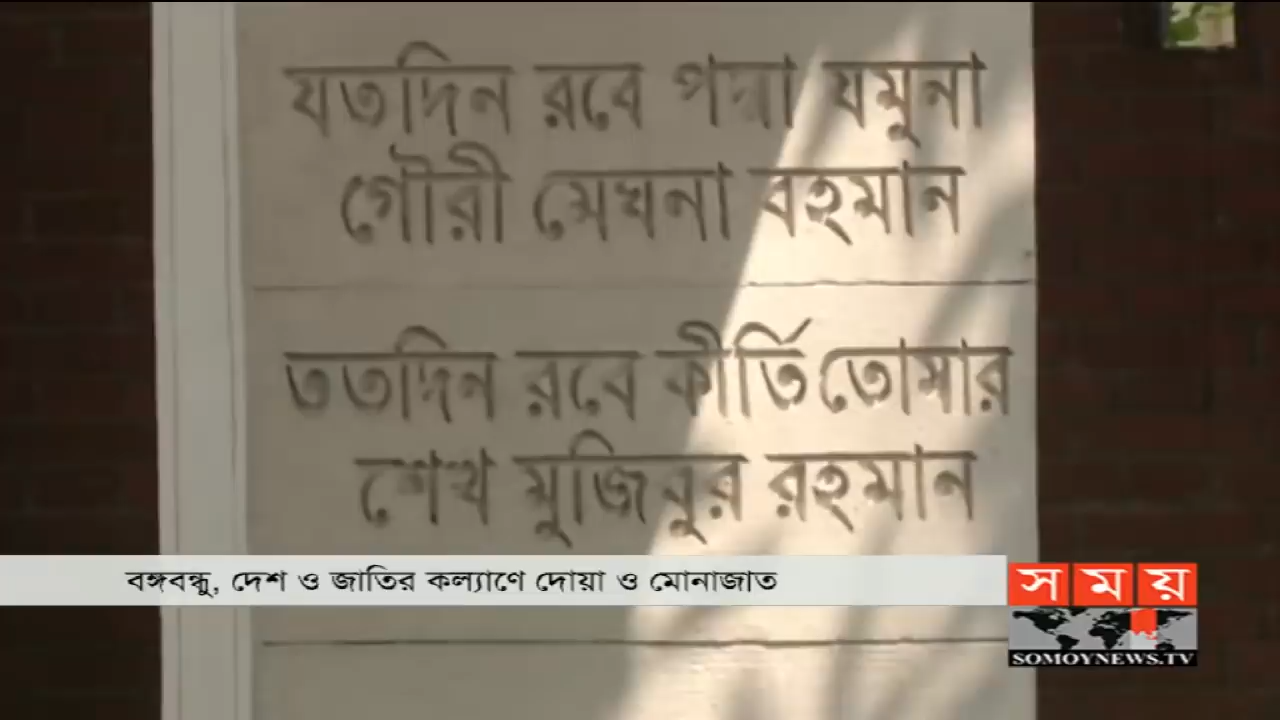 যতদিন রবে পদ্মা যমুনা
গৌরী মেঘনা বহমান
ততদিন রবে কীর্তি তোমার
শেখ মুজিবুর রহমান
বঙ্গবন্ধু, দেশ ও জাতির কল্যাণে দোয়া ও মোনাজাত
সময়
SOMOYNEWS.TV